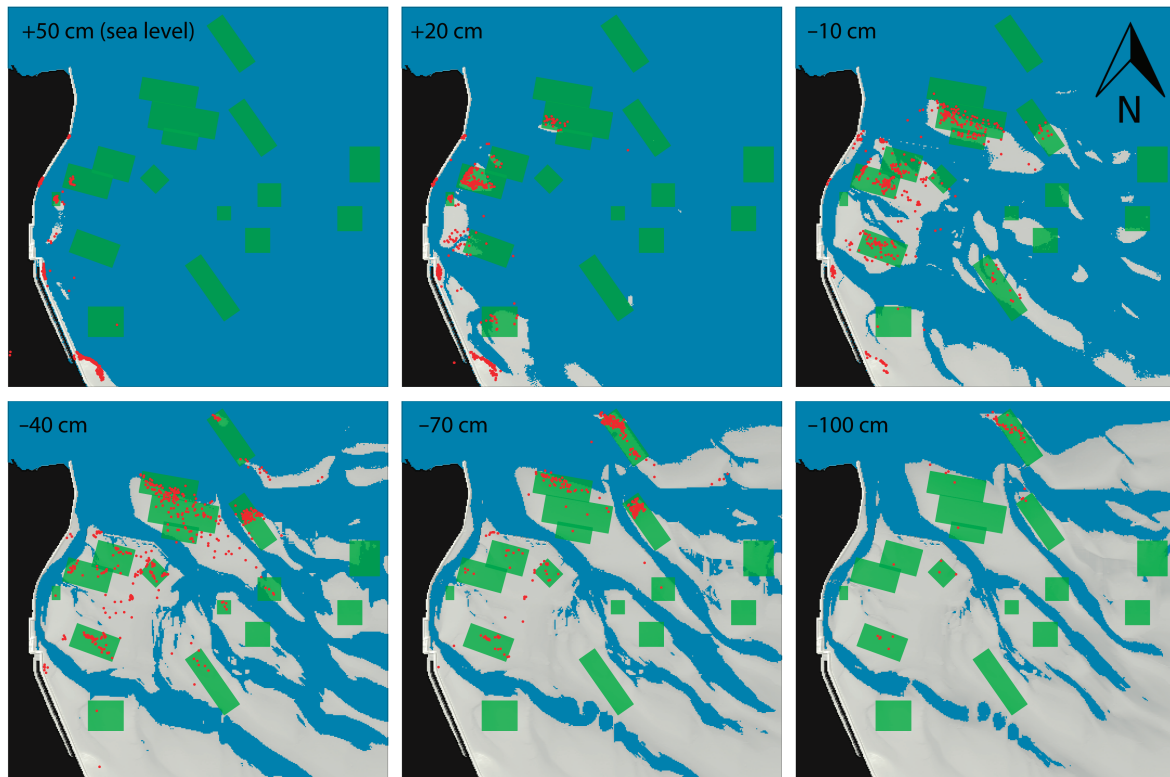 +50 cm (sea level)
+20 cm
–10 cm
N
–40 cm
–70 cm
–100 cm